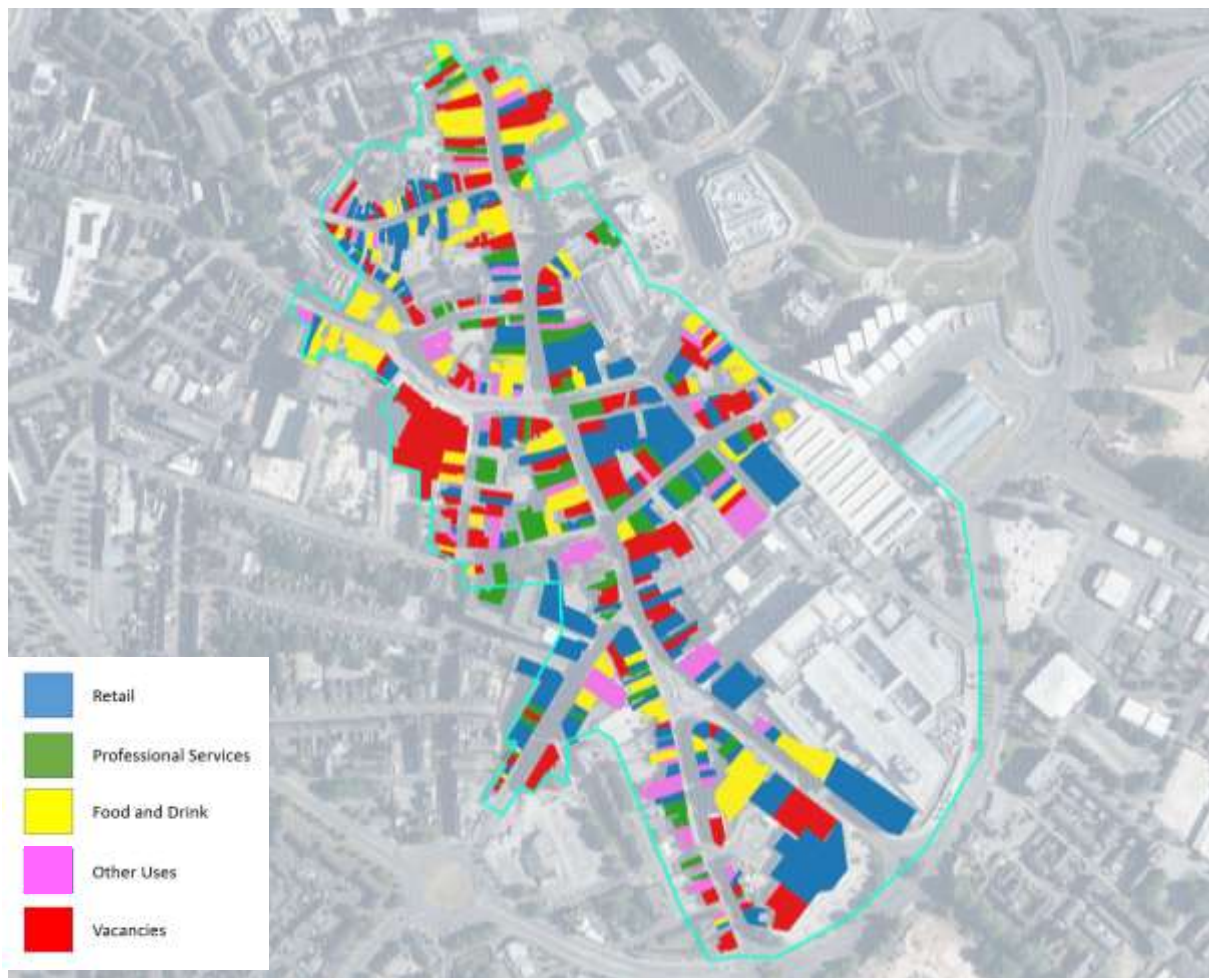 Retail
Professional Services
Food and Drink
Other Uses
Vacancies